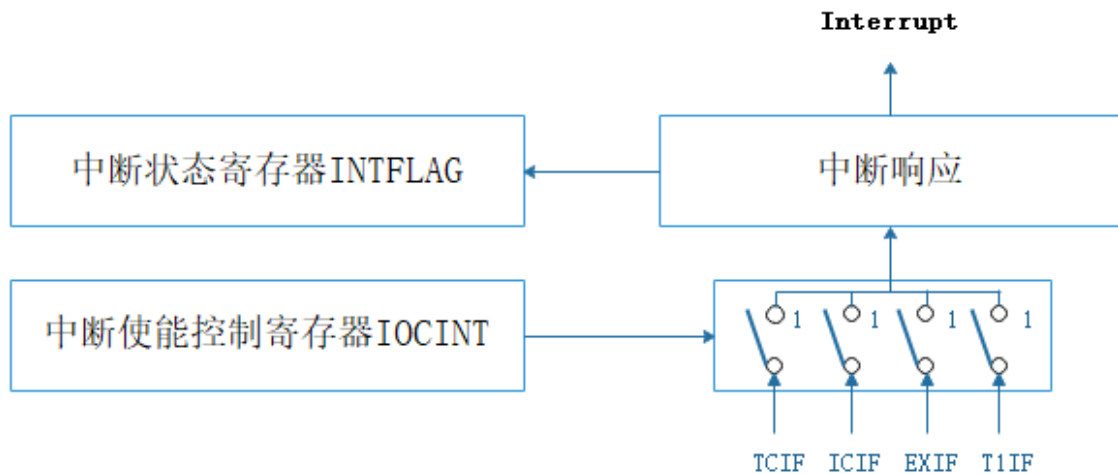 Interrupt
中断状态寄存器INTFLAG
中断响应
中断使能控制寄存器IOCINT
1 1 1 1
TCIF ICIF EXIF T1IF